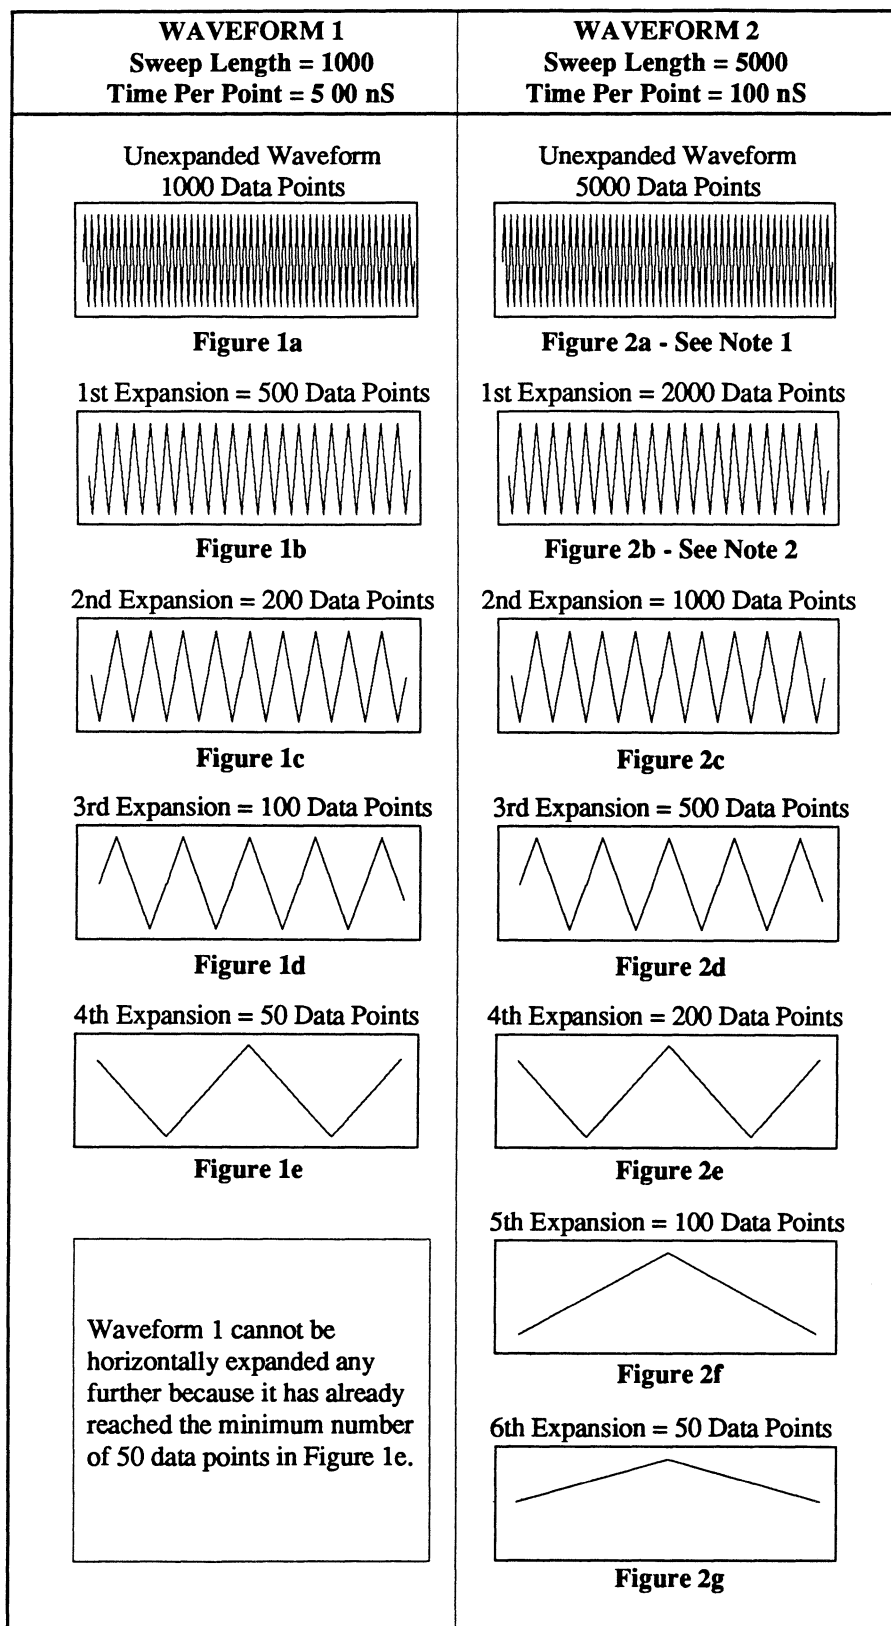 WAVEFORM 1
Sweep Length = 1000
Time Per Point = 5 00 nS
WAVEFORM 2
Sweep Length = 5000
Time Per Point = 100 nS
Unexpanded Waveform
1000 Data Points
Figure 1a
1st Expansion = 500 Data Points
Figure 1b
2nd Expansion = 200 Data Points
Figure 1c
3rd Expansion = 100 Data Points
Figure 1d
4th Expansion = 50 Data Points
Figure 1e
Waveform 1 cannot be
horizontally expanded any
further because it has already
reached the minimum number
of 50 data points in Figure 1e.
Unexpanded Waveform
5000 Data Points
Figure 2a - See Note 1
1st Expansion = 2000 Data Points
Figure 2b - See Note 2
2nd Expansion = 1000 Data Points
Figure 2c
3rd Expansion = 500 Data Points
Figure 2d
4th Expansion = 200 Data Points
Figure 2e
5th Expansion = 100 Data Points
Figure 2f
6th Expansion = 50 Data Points
Figure 2g